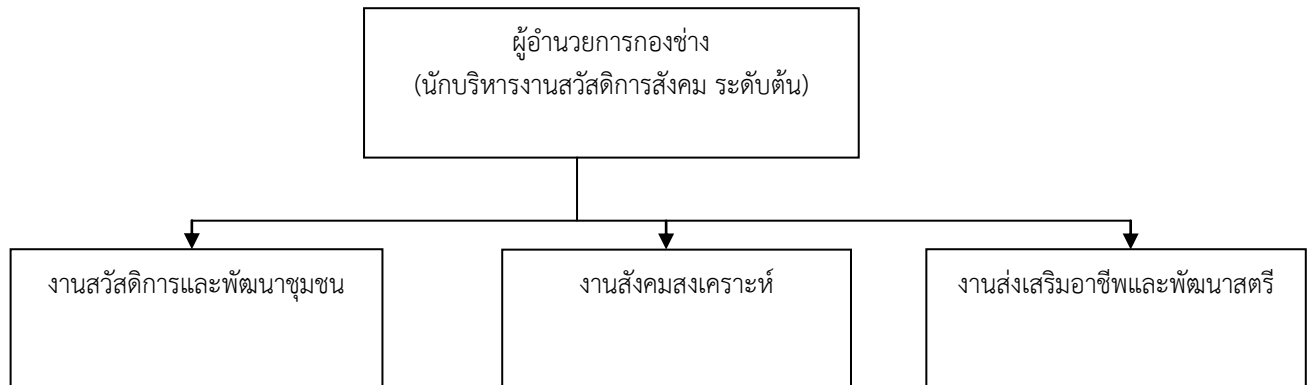 ผู้อำนวยการกองช่าง
(นักบริหารงานสวัสดิการสังคม ระดับต้น)
งานสวัสดิการและพัฒนาชุมชน
งานสังคมสงเคราะห์
งานส่งเสริมอาชีพและพัฒนาสตรี